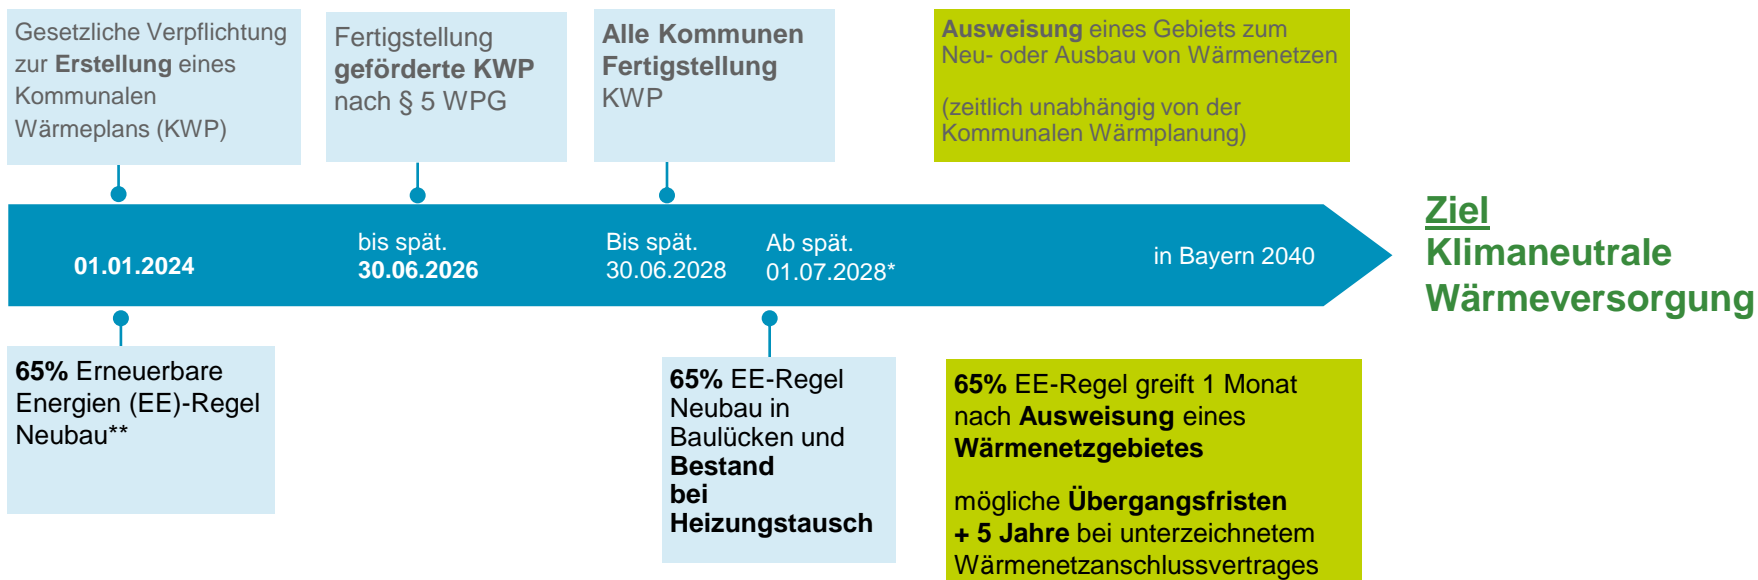 Gesetzliche Verpflichtung
zur Erstellung eines
Kommunalen
Wärmeplans (KWP)
Fertigstellung
geförderte KWP
nach § 5 WPG
Alle Kommunen
Fertigstellung
KWP
Ausweisung eines Gebiets zum
Neu- oder Ausbau von Wärmenetzen
(zeitlich unabhängig von der
Kommunalen Wärmplanung)
01.01.2024
bis spät.
30.06.2026
Bis spät.
30.06.2028
Ab spät.
01.07.2028*
in Bayern 2040
Ziel
Klimaneutrale
Wärmeversorgung
65% Erneuerbare
Energien (EE)-Regel
Neubau**
65% EE-Regel
Neubau in
Baulücken und
Bestand
bei
Heizungstausch
65% EE-Regel greift 1 Monat
nach Ausweisung eines
Wärmenetzgebietes
mögliche Übergangsfristen
+ 5 Jahre bei unterzeichnetem
Wärmenetzanschlussvertrages